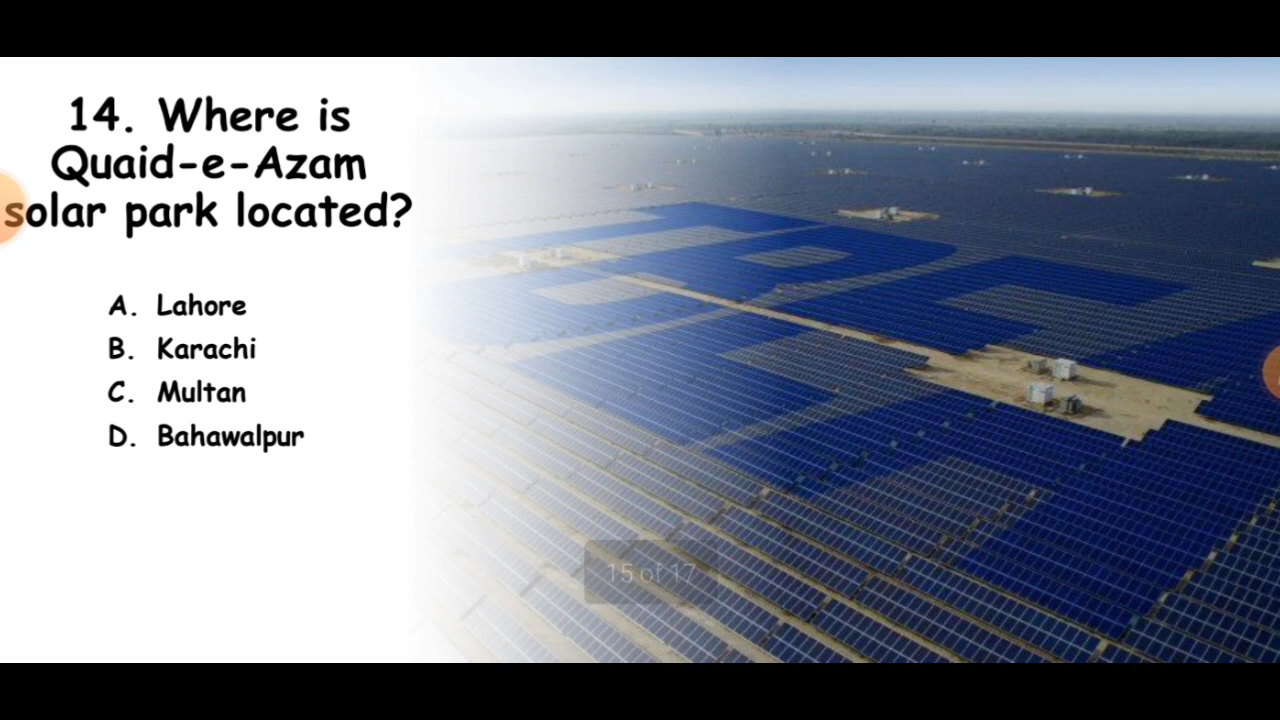 14. Where is
Quaid-e-Azam
solar park located?
A. Lahore
B. Karachi
C. Multan
D. Bahawalpur
15 of 17